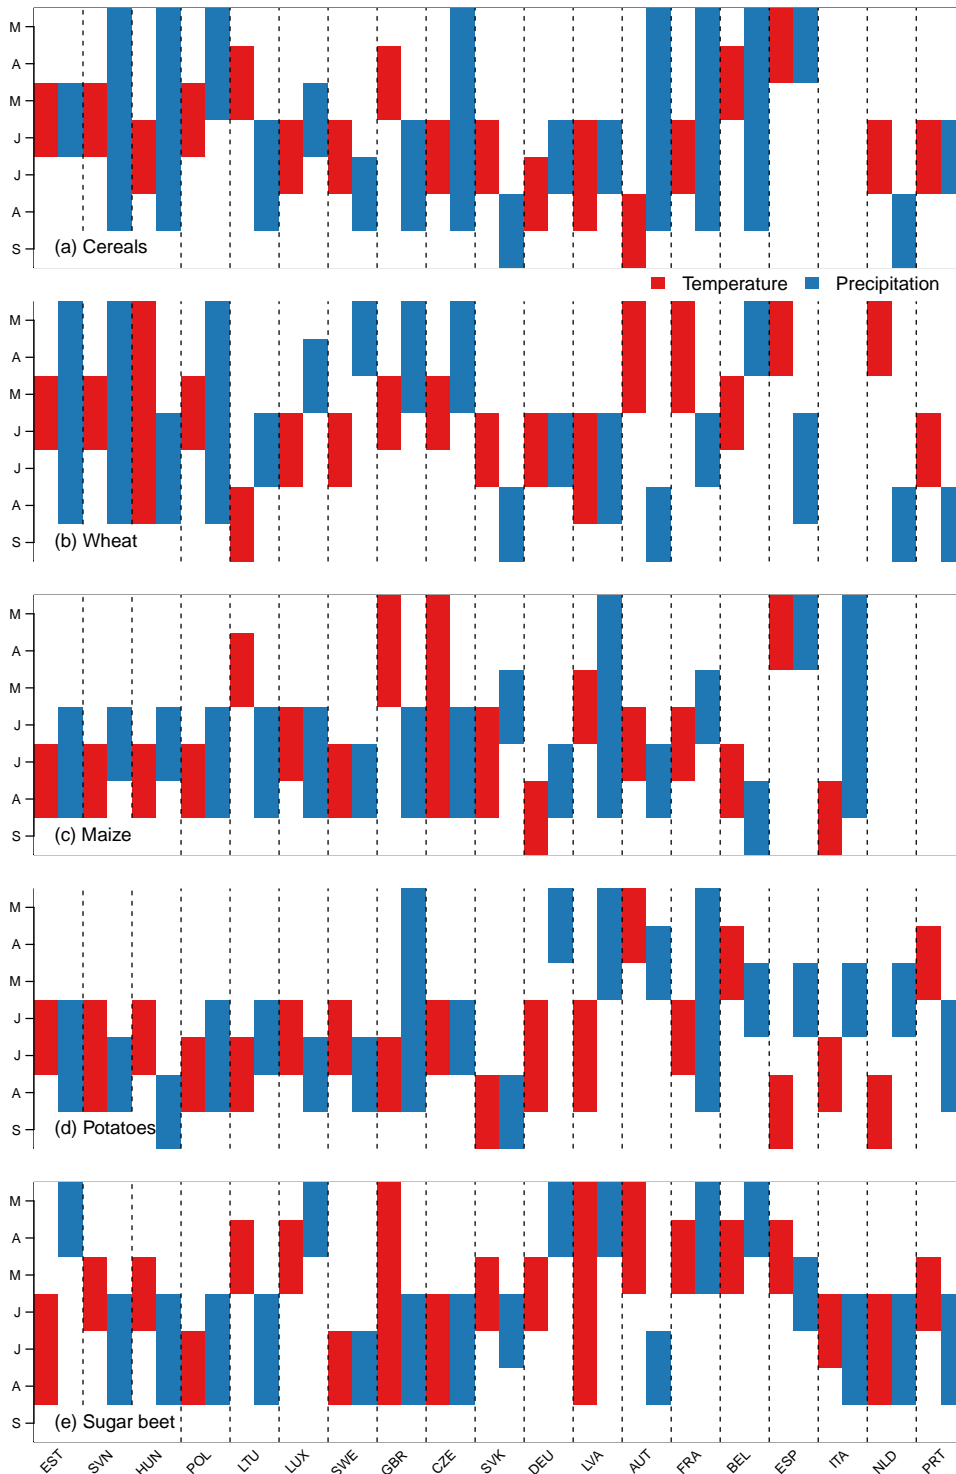 M
A
M
J
J
A
S
(a) Cereals
Temperature Precipitation
M
A
M
J
J
A
S
(b) Wheat
M
A
M
J
J
A
S
(c) Maize
M
A
M
J
J
A
S
(d) Potatoes
M
A
M
J
J
A
S
(e) Sugar beet
EST SVN HUN POL LTU LUX SWE GBR CZE SVK DEU LVA AUT FRA BEL ESP ITA NLD PRT